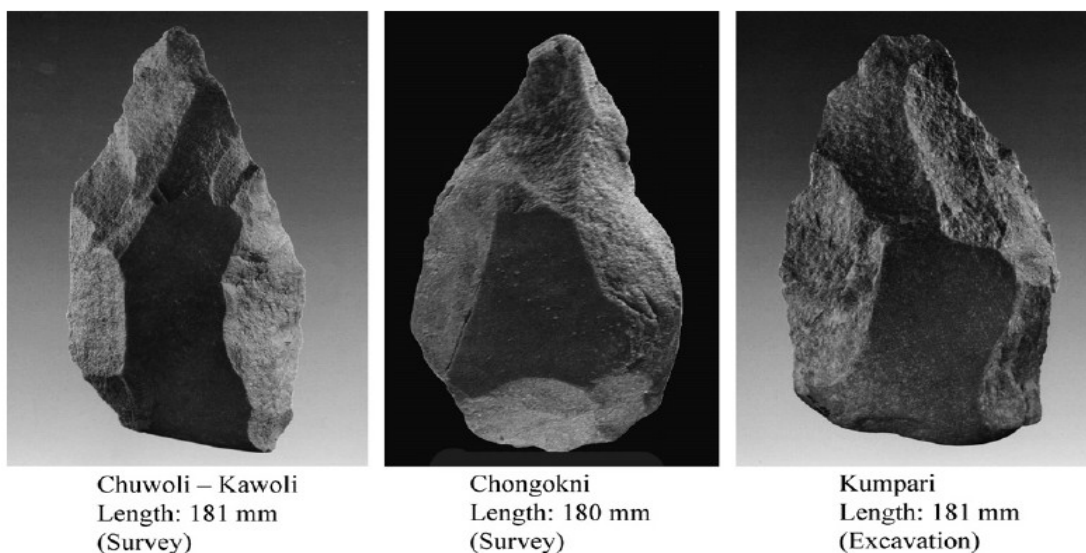 Chuwoli – Kawoli
Length: 181 mm
(Survey)
Chongokni
Length: 180 mm
(Survey)
Kumpari
Length: 181 mm
(Excavation)